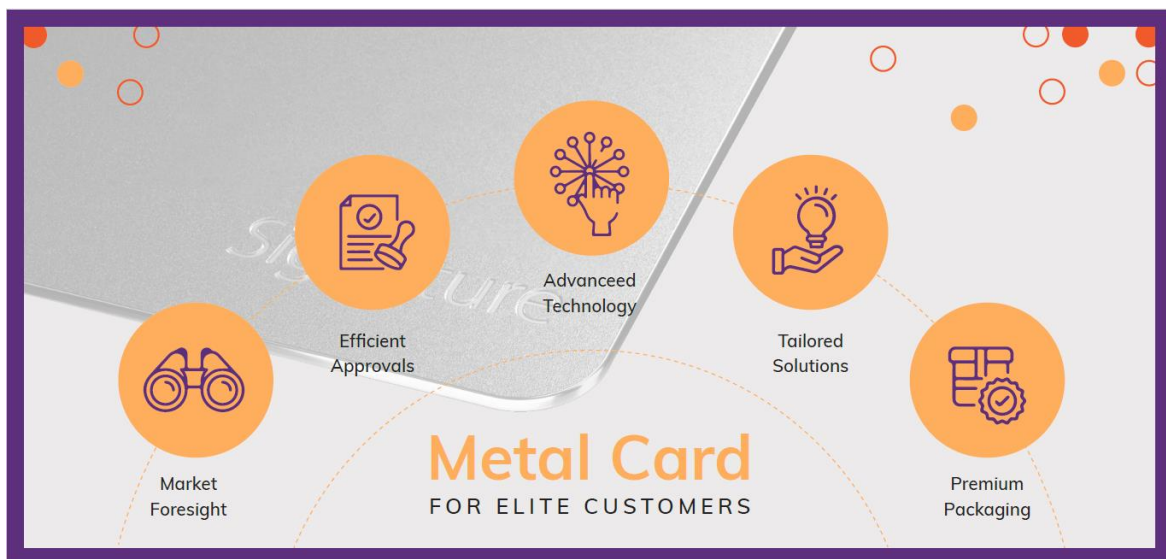 Advanceed
Technology
Efficient
Approvals
Tailored
Solutions
Market
Foresight
Premium
Packaging
Metal Card
FOR ELITE CUSTOMERS